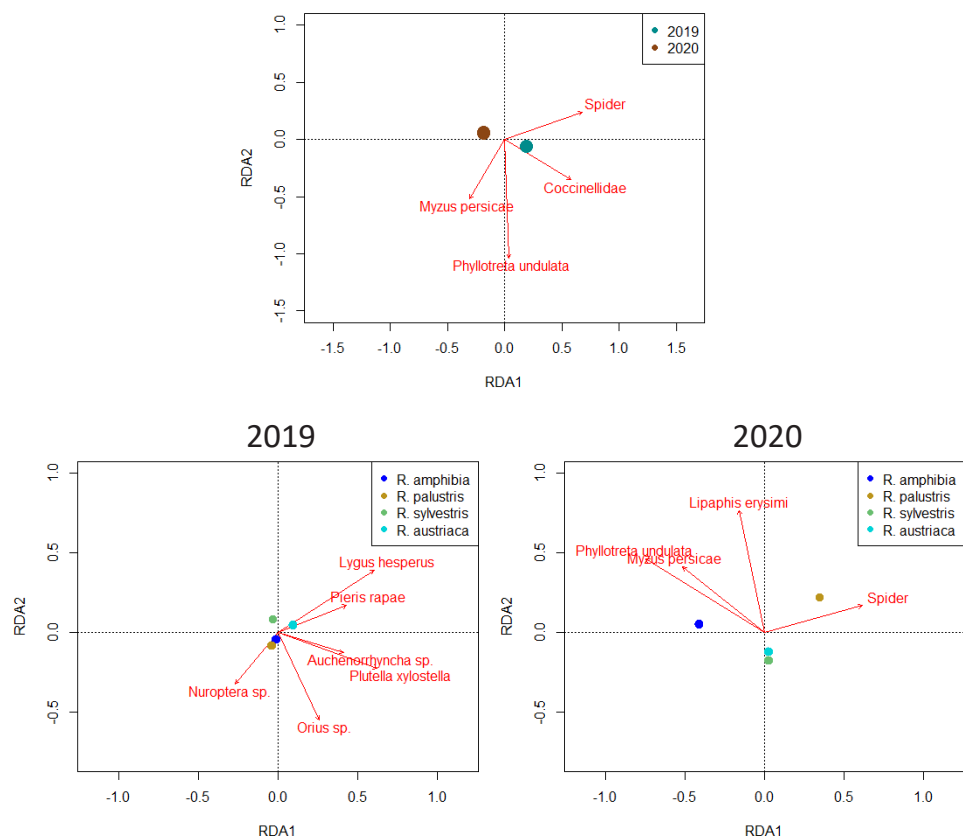 1.0
0.5
0.0
-0.5
-1.0
-1.5
RDA2
2019
2020
Spider
Coccinellidae
Myzus persicae
Phyllotreta undulata
-1.5 -1.0 -0.5 0.0 0.5 1.0 1.5
RDA1
2019
1.0
0.5
0.0
-0.5
RDA2
R. amphibia
R. palustris
R. sylvestris
R. austriaca
Lygus hesperus
Pieris rapae
Auchenorrhyncha sp.
Plutella xylostella
Nuroptera sp.
Orius sp.
-1.0 -0.5 0.0 0.5 1.0
RDA1
2020
1.0
0.5
0.0
-0.5
RDA2
R. amphibia
R. palustris
R. sylvestris
R. austriaca
Lipaphis erysimi
Phyllotreta undulata
Myzus persicae
Spider
-1.0 -0.5 0.0 0.5 1.0
RDA1